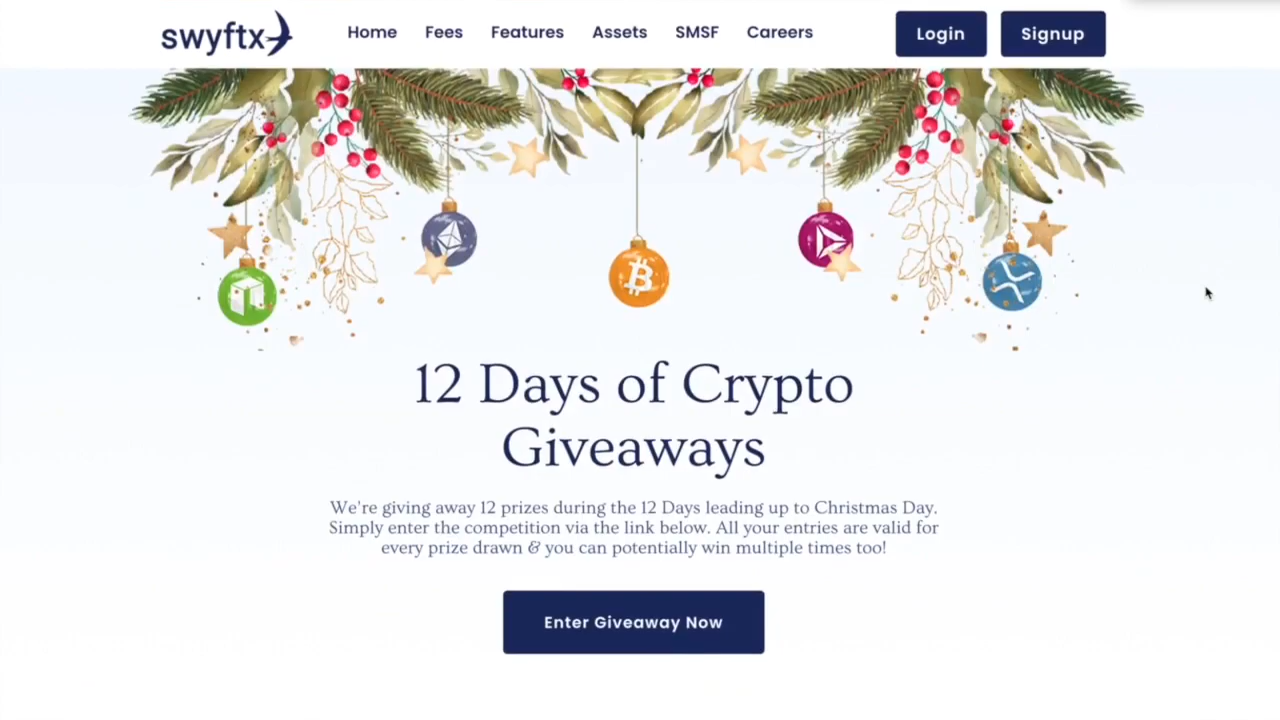 swyftx
Home Fees Features Assets SMSF Careers Login Signup
12 Days of Crypto
Giveaways
We're giving away 12 prizes during the 12 Days leading up to Christmas Day.
Simply enter the competition via the link below. All your entries are valid for
every prize drawn & you can potentially win multiple times too!
Enter Giveaway Now